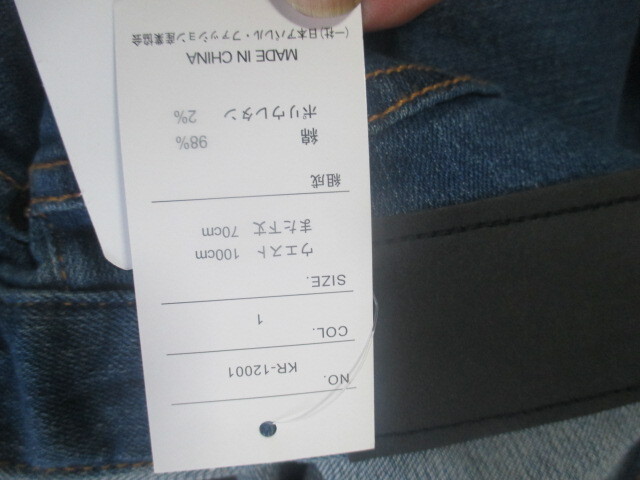 NO.
KR-12001
COL.
1
SIZE.
ウエスト 100cm
また下丈 70cm
組成
綿 98%
ポリウレタン 2%
MADE IN CHINA
(一社)日本アパレル・ファッション産業協会